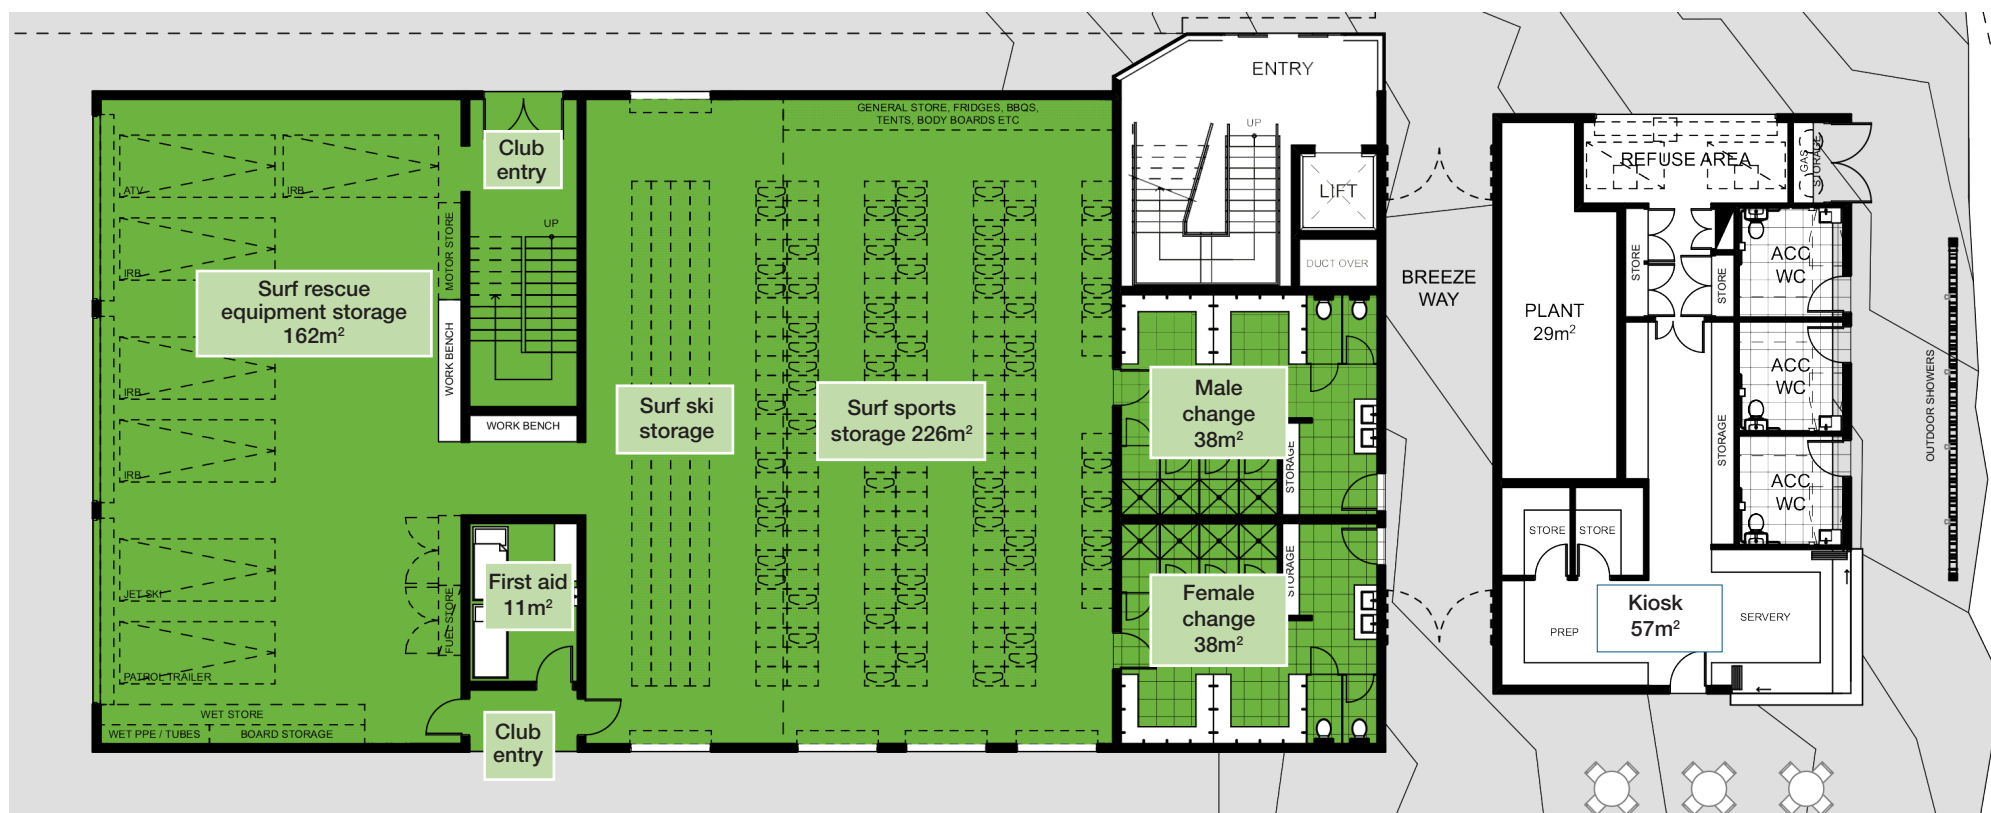 ENTRY
GENERAL STORE, FRIDGES, BBQS,
TENTS, BODY BOARDS ETC
UP
Club
entry
REFUSE AREA
GAS
STORAGE
ATV
IRB
LIFT
MOTOR STORE
UP
IRB
DUCT OVER
BREEZE
WAY
STORE
STORE
ACC
WC
Surf rescue
equipment storage
162m²
PLANT
29m²
WORK BENCH
IRB
ACC
WC
OUTDOOR SHOWERS
Surf ski
storage
Surf sports
storage 226m²
Male
change
38m²
WORK BENCH
STORAGE
STORAGE
IRB
ACC
WC
STORE
STORE
First aid
11m²
STORAGE
JET SKI
FUEL STORE
Female
change
38m²
Kiosk
57m²
PREP
SERVERY
PATROL TRAILER
WET STORE
WET PPE / TUBES
BOARD STORAGE
Club
entry